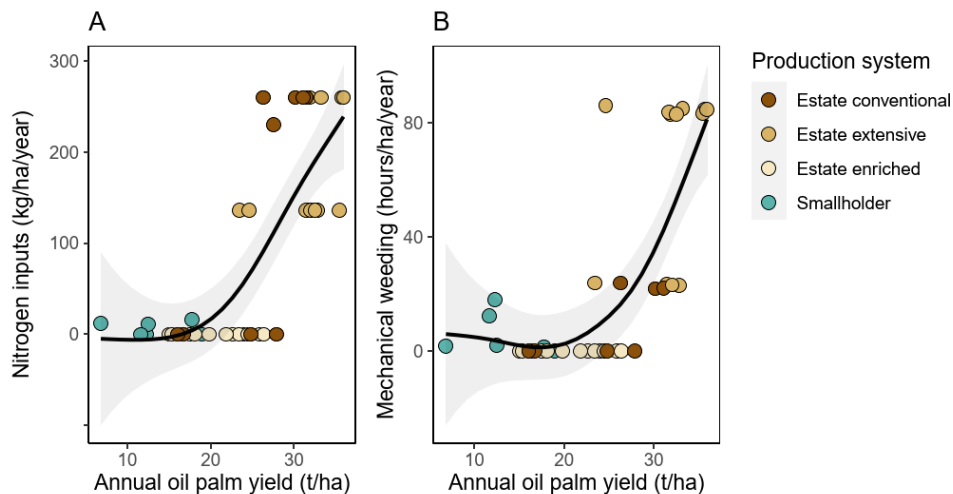 A
B
Nitrogen inputs (kg/ha/year)
300
200
100
0
10
20
30
Annual oil palm yield (t/ha)
Mechanical weeding (hours/ha/year)
80
40
0
10
20
30
Annual oil palm yield (t/ha)
Production system
Estate conventional
Estate extensive
Estate enriched
Smallholder